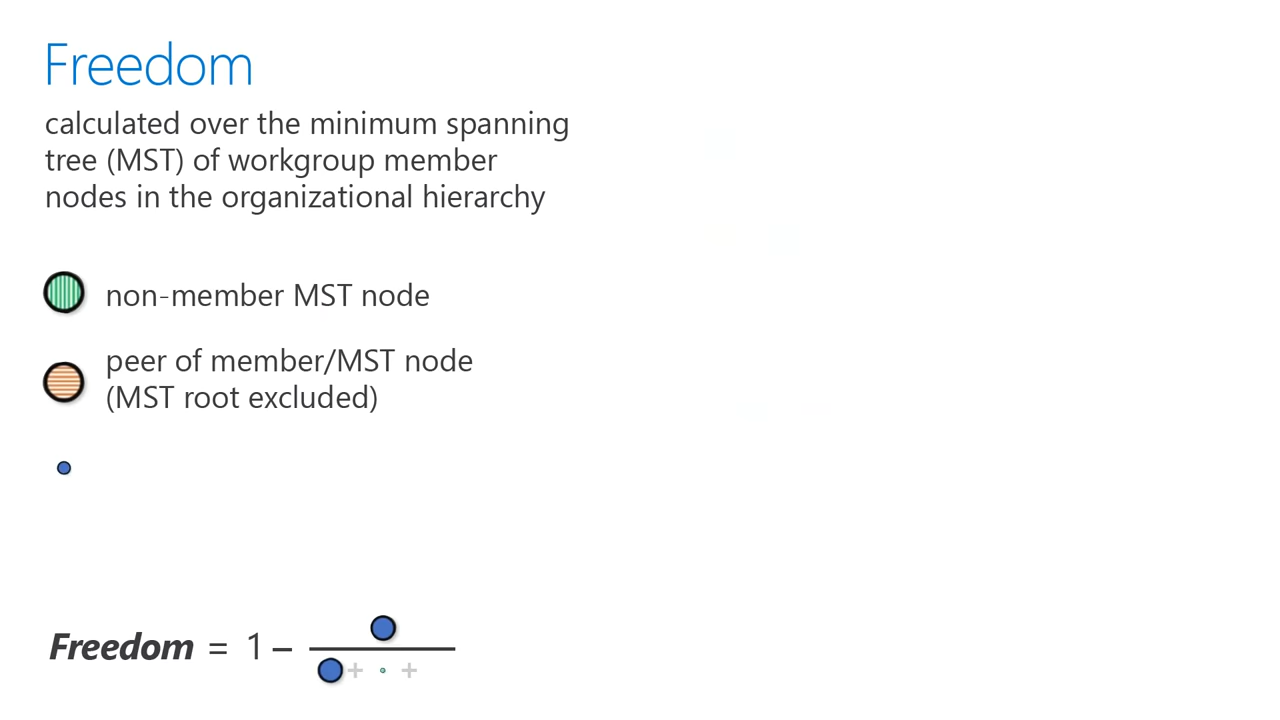 Freedom
calculated over the minimum spanning
tree (MST) of workgroup member
nodes in the organizational hierarchy
non-member MST node
peer of member/MST node
(MST root excluded)
Freedom = 1 –
+ +